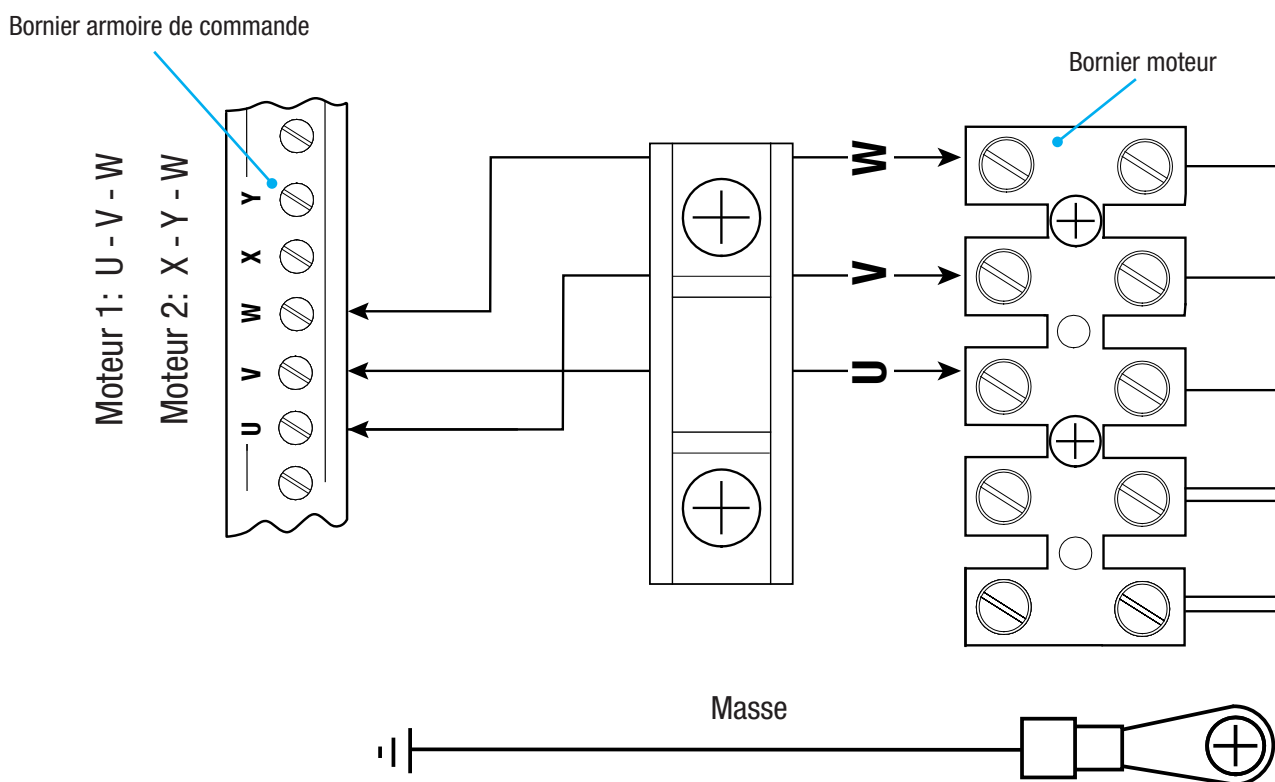 Bornier armoire de commande
Bornier moteur
Moteur 1: U - V - W
Moteur 2: X - Y - W
Y
X
W
V
U
W
V
U
Masse